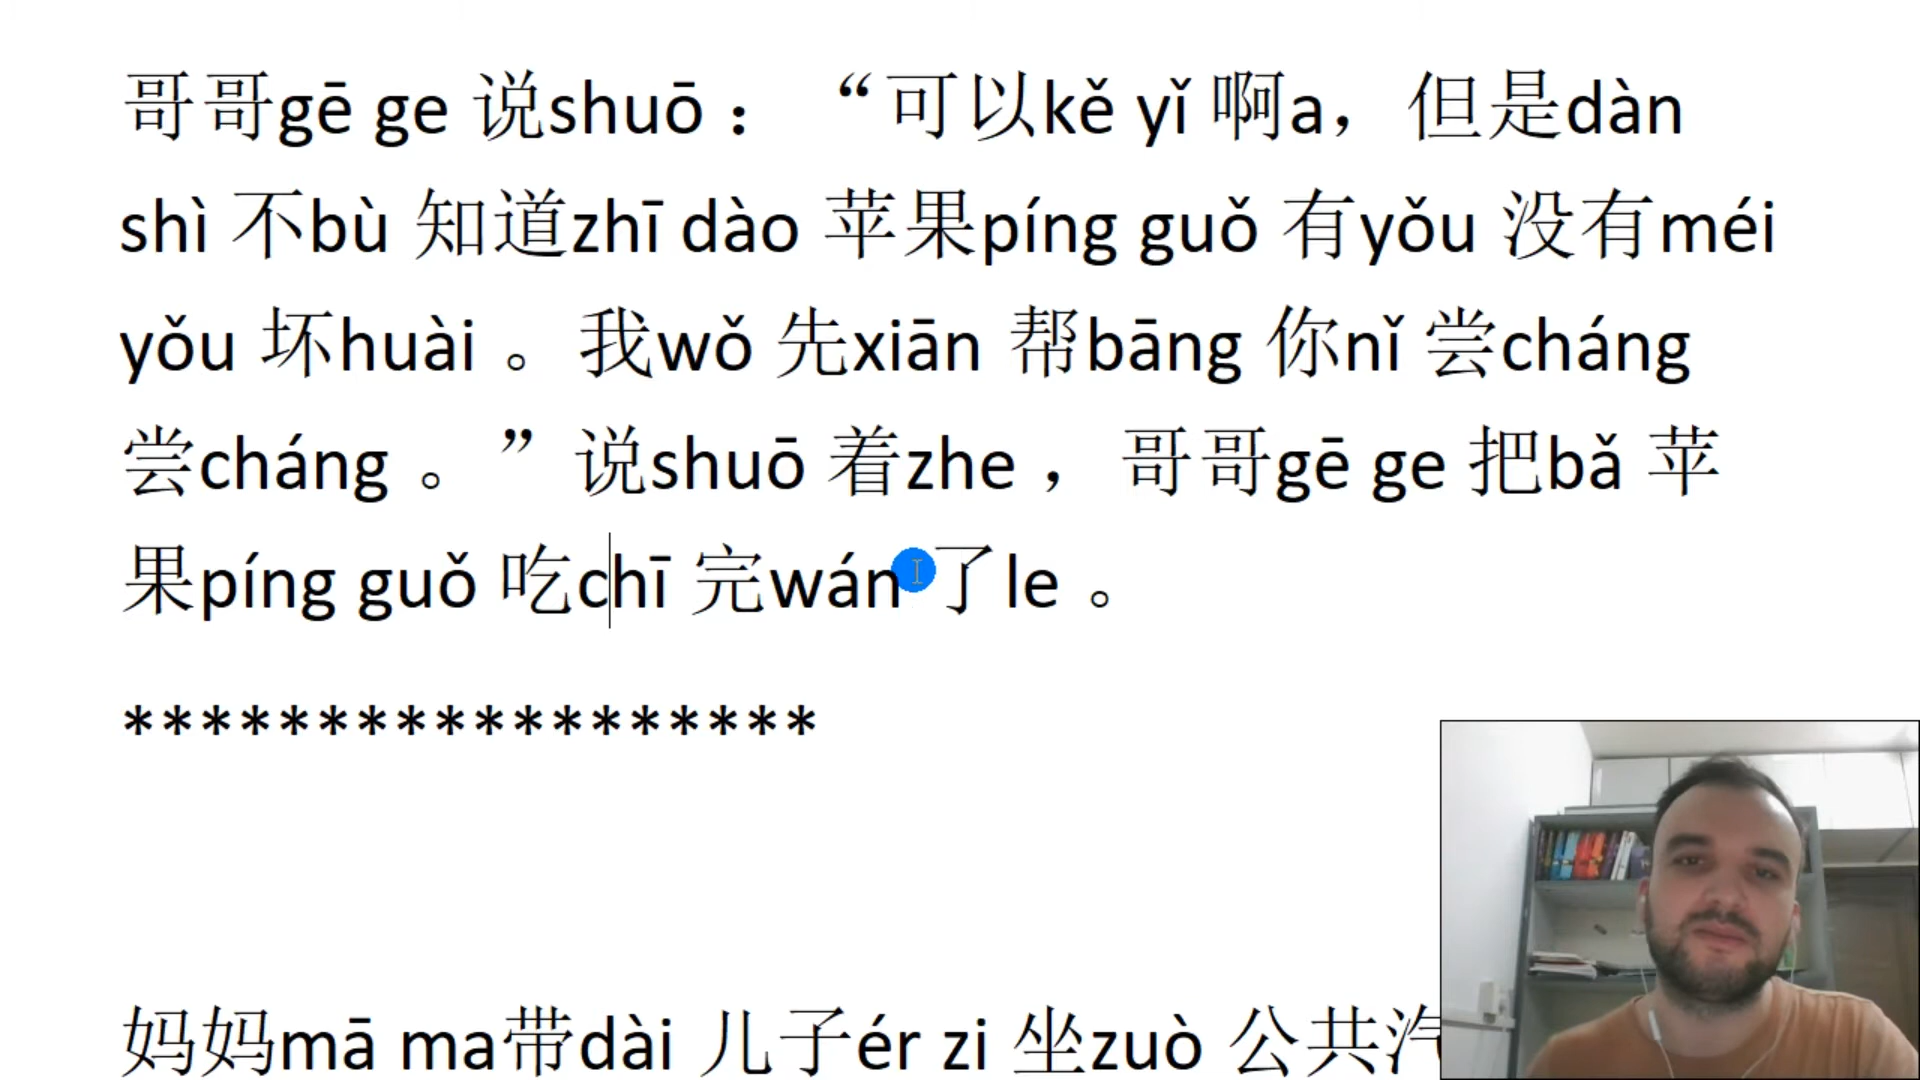 哥哥gē ge 说shuō ：“可以kě yǐ 啊a，但是dàn
shì 不bù 知道zhī dào 苹果píng guǒ 有yǒu 没有méi
yǒu 坏huài 。我wǒ 先xiān 帮bāng 你nǐ 尝cháng
尝cháng 。”说shuō 着zhe ，哥哥gē ge 把bǎ 苹
果píng guǒ 吃chī 完wán 了le 。
******************
妈妈mā ma带dài 儿子ér zi 坐zuò 公共汽